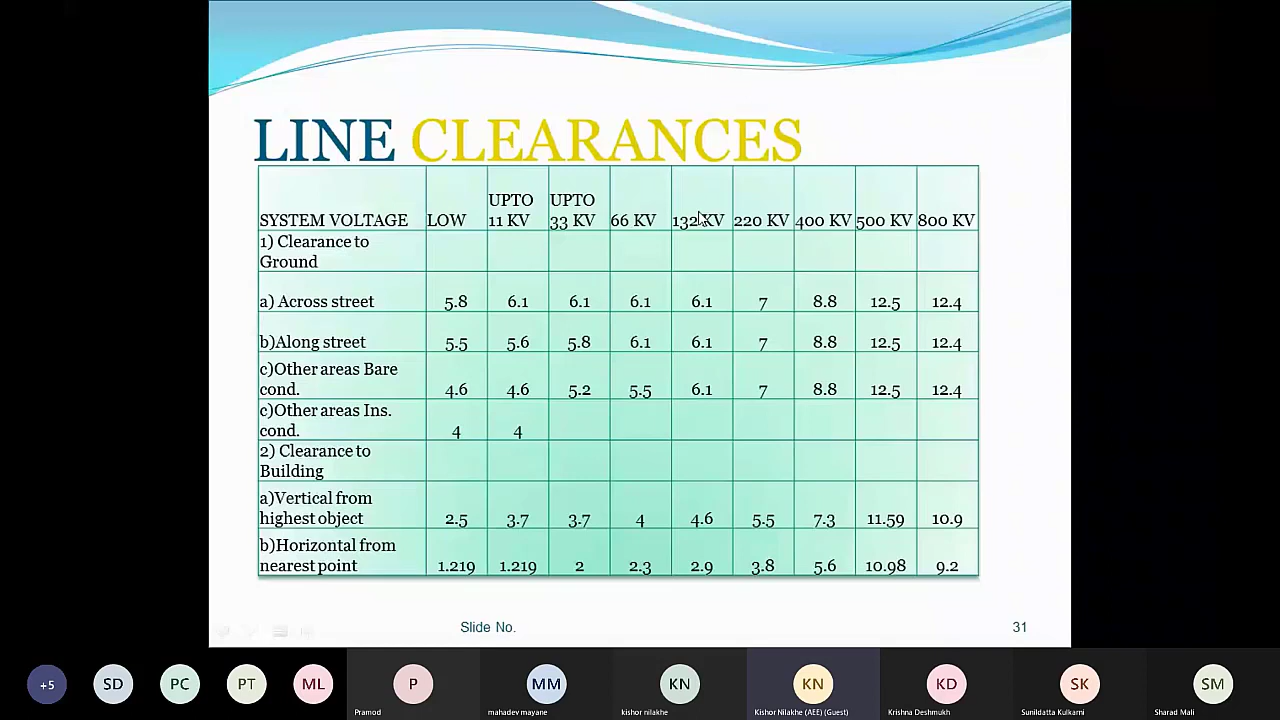 LINE CLEARANCES
SYSTEM VOLTAGE LOW UPTO 11 KV UPTO 33 KV 66 KV 132 KV 220 KV 400 KV 500 KV 800 KV
1) Clearance to
Ground
a) Across street 5.8 6.1 6.1 6.1 6.1 7 8.8 12.5 12.4
b)Along street 5.5 5.6 5.8 6.1 6.1 7 8.8 12.5 12.4
c)Other areas Bare
cond. 4.6 4.6 5.2 5.5 6.1 7 8.8 12.5 12.4
c)Other areas Ins.
cond. 4 4
2) Clearance to
Building
a)Vertical from
highest object 2.5 3.7 3.7 4 4.6 5.5 7.3 11.59 10.9
b)Horizontal from
nearest point 1.219 1.219 2 2.3 2.9 3.8 5.6 10.98 9.2
Slide No. 31
+5 SD PC PT ML P MM KN KN KD SK SM
Pramod mahadev mayane kishor nilakhe Kishor Nilakhe (AEE) (Guest) Krishna Deshmukh Sunildatta Kulkarni Sharad Mali